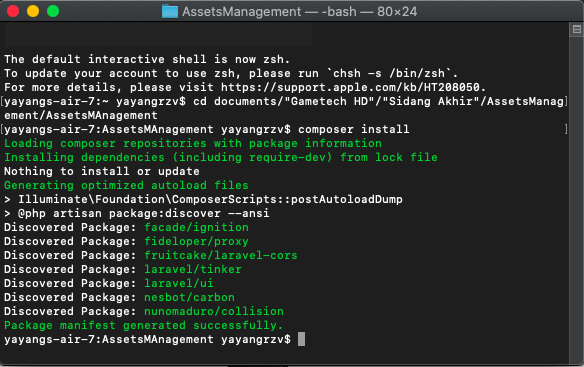 AssetsManagement — -bash — 80×24
The default interactive shell is now zsh.
To update your account to use zsh, please run `chsh -s /bin/zsh`.
For more details, please visit https://support.apple.com/kb/HT208050.
[yayangs-air-7:~ yayangrzv$ cd documents/"Gametech HD"/"Sidang Akhir"/AssetsManag]
ement/AssetsMAnagement
[yayangs-air-7:AssetsMAnagement yayangrzv$ composer install ]
Loading composer repositories with package information
Installing dependencies (including require-dev) from lock file
Nothing to install or update
Generating optimized autoload files
> Illuminate\Foundation\ComposerScripts::postAutoloadDump
> @php artisan package:discover --ansi
Discovered Package: facade/ignition
Discovered Package: fideloper/proxy
Discovered Package: fruitcake/laravel-cors
Discovered Package: laravel/tinker
Discovered Package: laravel/ui
Discovered Package: nesbot/carbon
Discovered Package: nunomaduro/collision
Package manifest generated successfully.
yayangs-air-7:AssetsMAnagement yayangrzv$